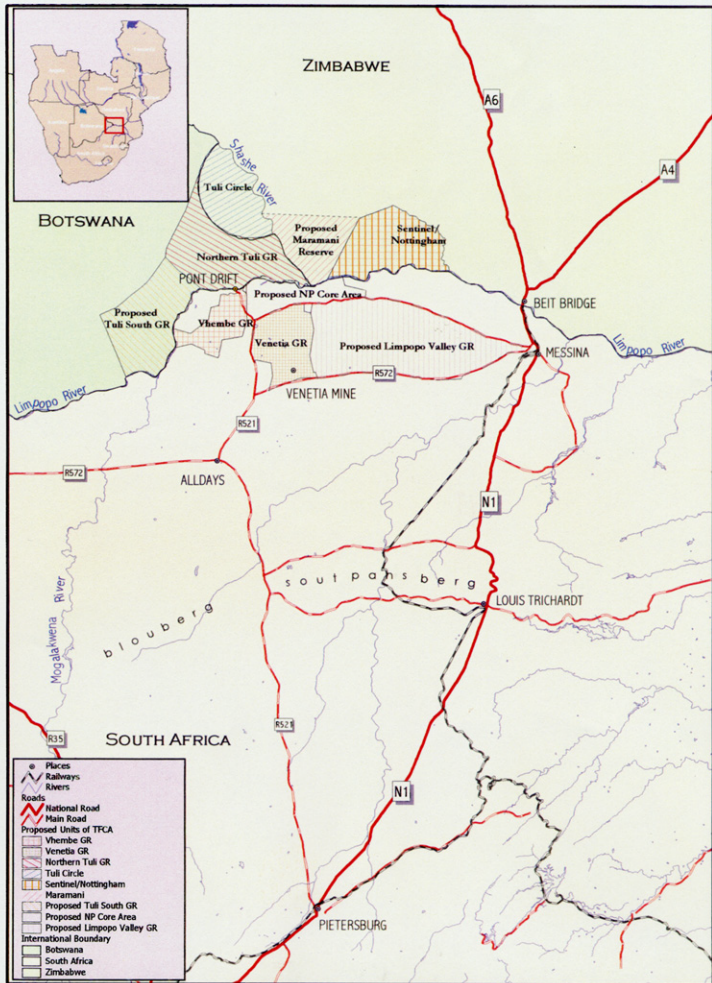 ZIMBABWE
A6
A4
Shashe River
Tuli Circle
BOTSWANA
Proposed
Maramani
Reserve
Sentinel/
Nottingham
Northern Tuli GR
PONT DRIFT
Proposed NP Core Area
BEIT BRIDGE
Proposed
Tuli South GR
Vhembe GR
Venetia GR
Proposed Limpopo Valley GR
MESSINA
Limpopo River
Limpopo River
R572
VENETIA MINE
R521
R572
ALLDAYS
N1
soutpansberg
LOUIS TRICHARDT
blouberg
Mogalakwena River
R521
R35
SOUTH AFRICA
N1
PIETERSBURG
Places
Railways
Rivers
Roads
National Road
Main Road
Proposed Units of TFCA
Vhembe GR
Venetia GR
Northern Tuli GR
Tuli Circle
Sentinel/Nottingham
Maramani
Proposed Tuli South GR
Proposed NP Core Area
Proposed Limpopo Valley GR
International Boundary
Botswana
South Africa
Zimbabwe